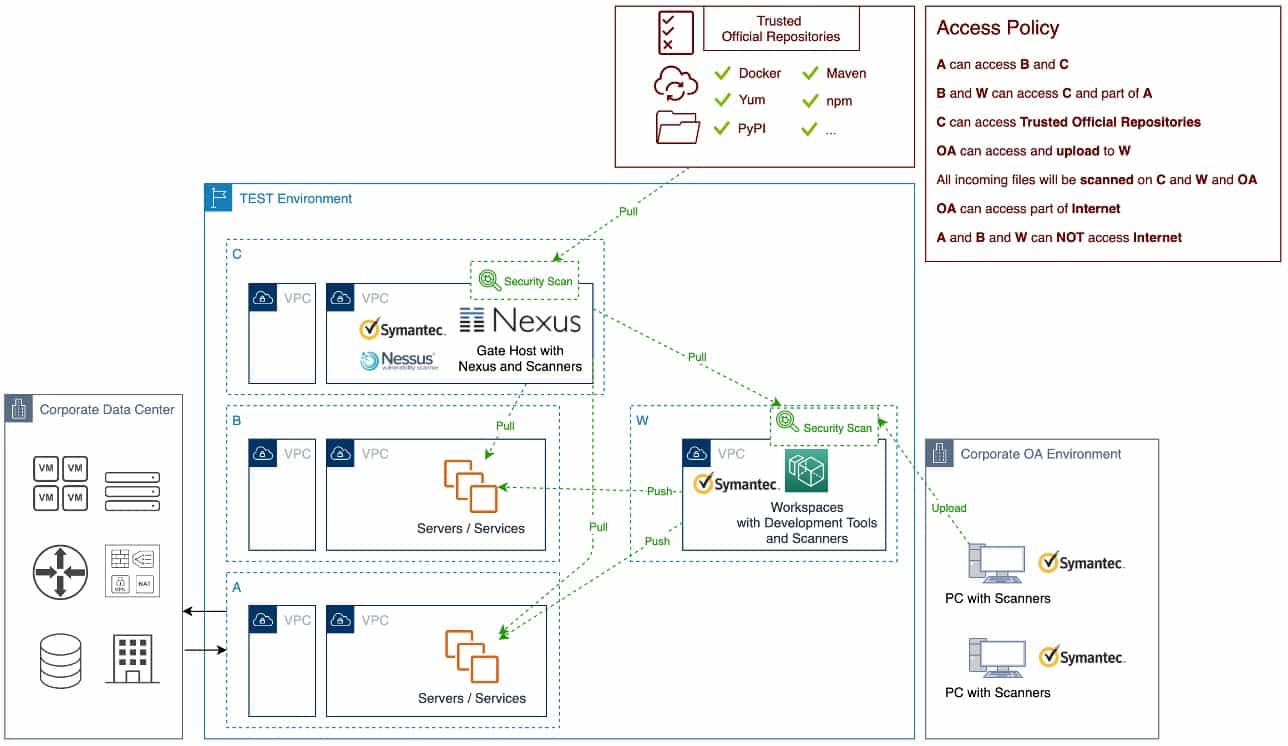 Trusted
Official Repositories
Docker
Maven
Yum
npm
PyPI
...
Access Policy
A can access B and C
B and W can access C and part of A
C can access Trusted Official Repositories
OA can access and upload to W
All incoming files will be scanned on C and W and OA
OA can access part of Internet
A and B and W can NOT access Internet
TEST Environment
Pull
C
Security Scan
VPC
VPC
Symantec.
Nexus
Nessus
vulnerability scanner
Gate Host with
Nexus and Scanners
Pull
Corporate Data Center
VM
VM
VM
VM
VPN
NAT
B
Pull
VPC
VPC
Servers / Services
W
Security Scan
VPC
Symantec.
Workspaces
with Development Tools
and Scanners
Push
Pull
Push
A
VPC
VPC
Servers / Services
Corporate OA Environment
Upload
Symantec.
PC with Scanners
Symantec.
PC with Scanners